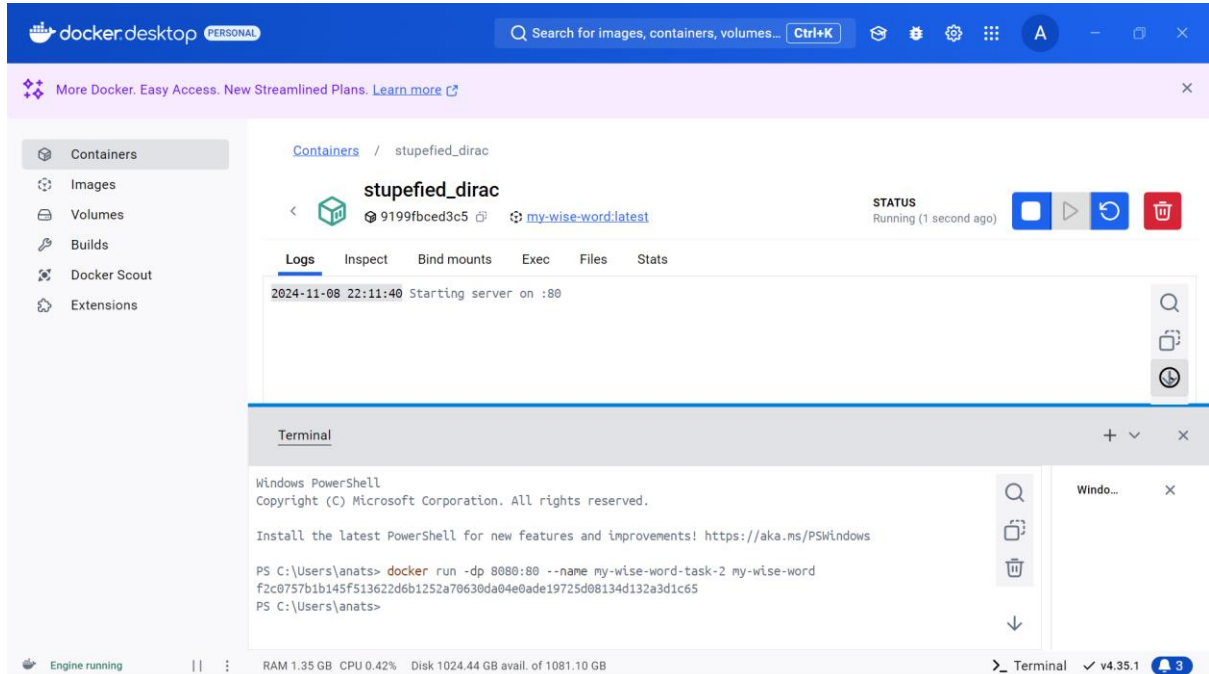 docker.desktop PERSONAL
Search for images, containers, volumes... Ctrl+K
A
More Docker. Easy Access. New Streamlined Plans. Learn more
Containers
Images
Volumes
Builds
Docker Scout
Extensions
Containers / stupefied_dirac
stupefied_dirac
9199fbced3c5 my-wise-word:latest
STATUS
Running (1 second ago)
Logs Inspect Bind mounts Exec Files Stats
2024-11-08 22:11:40 Starting server on :80
Terminal
Windows PowerShell
Copyright (C) Microsoft Corporation. All rights reserved.
Install the latest PowerShell for new features and improvements! https://aka.ms/PSWindows
PS C:\Users\anats> docker run -dp 8080:80 --name my-wise-word-task-2 my-wise-word
f2c0757b1b145f513622d6b1252a70630da04e0ade19725d08134d132a3d1c65
PS C:\Users\anats>
Windo...
Engine running
RAM 1.35 GB CPU 0.42% Disk 1024.44 GB avail. of 1081.10 GB
Terminal v4.35.1 3